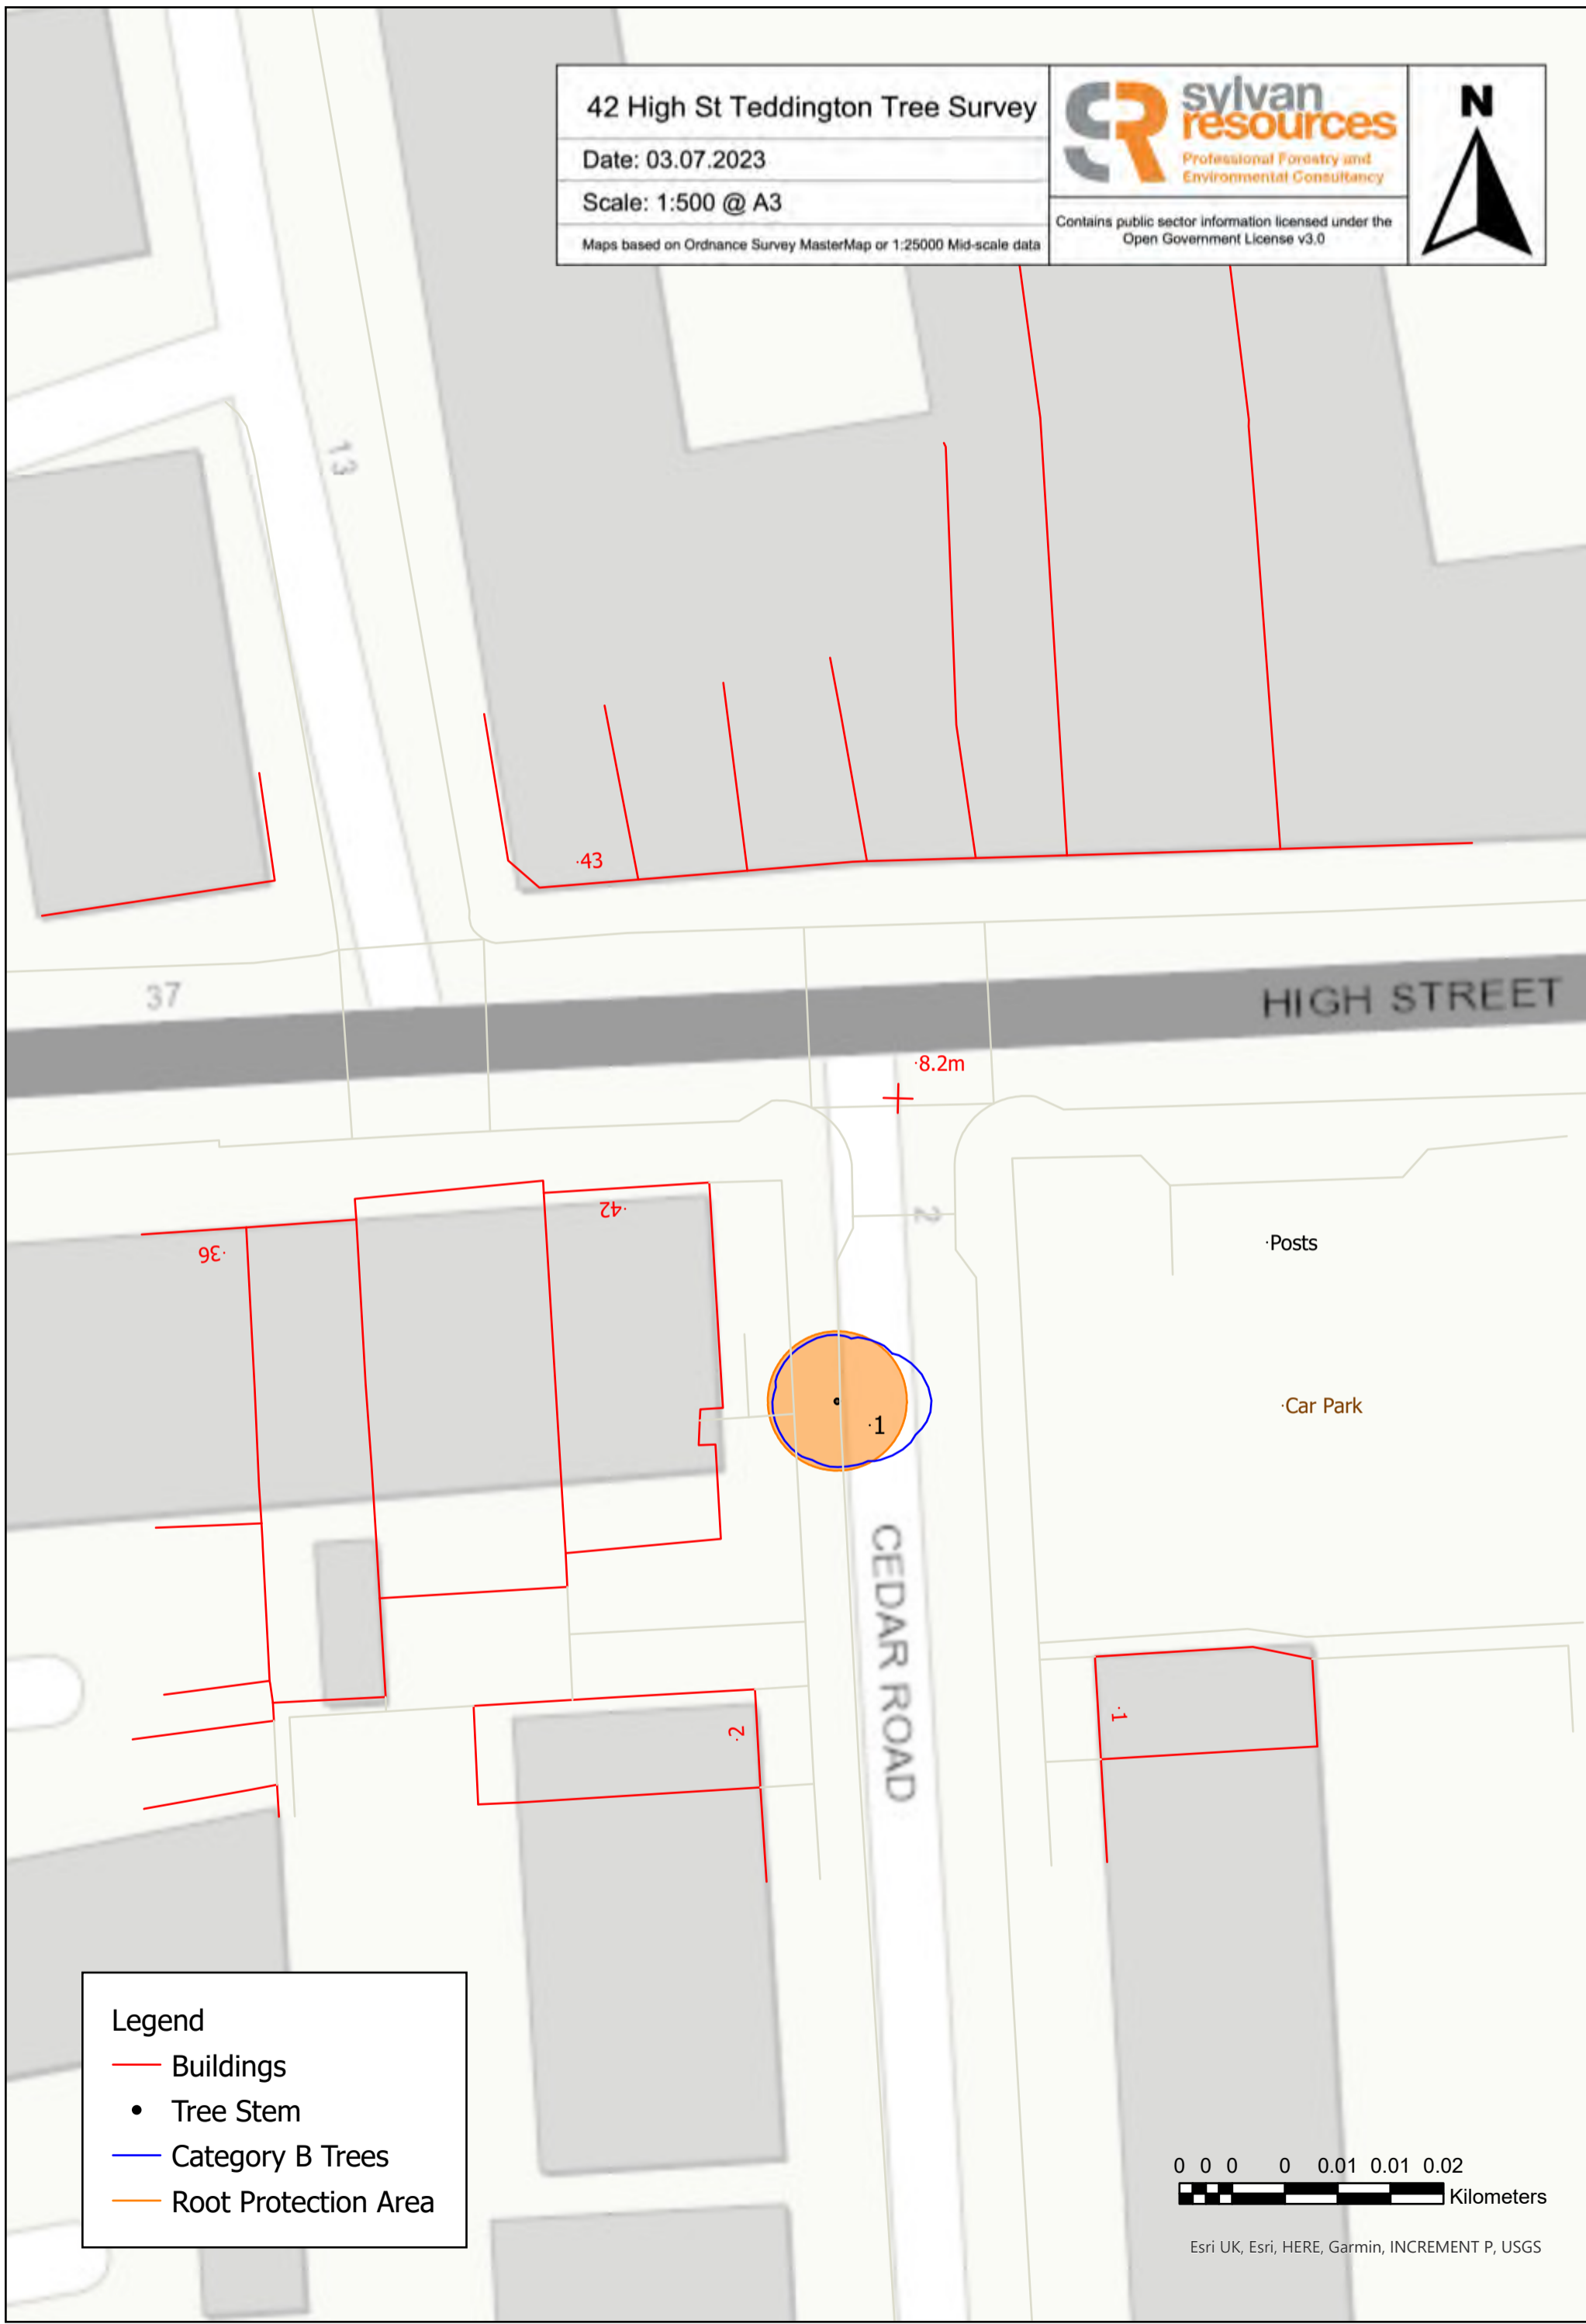 42 High St Teddington Tree Survey
Date: 03.07.2023
Scale: 1:500 @ A3
Maps based on Ordnance Survey MasterMap or 1:25000 Mid-scale data
sylvan
resources
Professional Forestry and
Environmental Consultancy
Contains public sector information licensed under the
Open Government License v3.0
N
13
·43
37
HIGH STREET
·8.2m
·42
·36
2
·Posts
·1
·Car Park
CEDAR ROAD
·2
·1
Legend
Buildings
Tree Stem
Category B Trees
Root Protection Area
0 0 0 0 0.01 0.01 0.02
Kilometers
Esri UK, Esri, HERE, Garmin, INCREMENT P, USGS